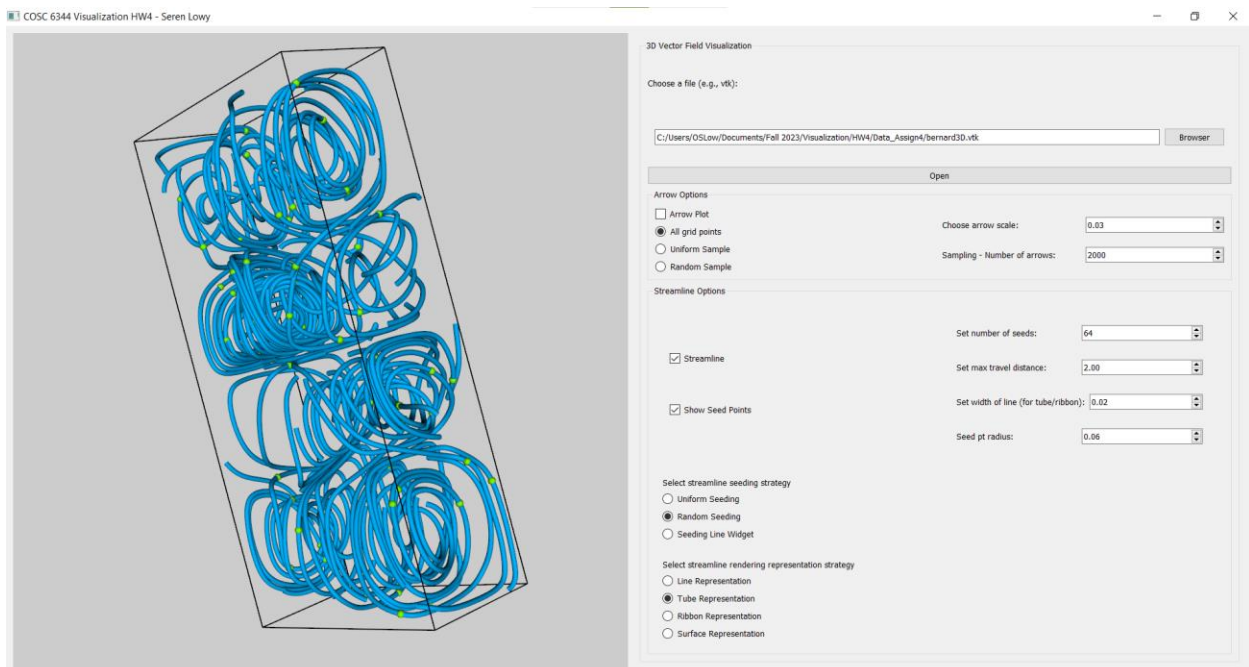 COSC 6344 Visualization HW4 - Seren Lowy
3D Vector Field Visualization
Choose a file (e.g., vtk):
C:/Users/OSLow/Documents/Fall 2023/Visualization/HW4/Data_Assign4/bernard3D.vtk
Browser
Open
Arrow Options
Arrow Plot
All grid points
Choose arrow scale: 0.03
Uniform Sample
Sampling - Number of arrows: 2000
Random Sample
Streamline Options
Set number of seeds: 64
Streamline
Set max travel distance: 2.00
Set width of line (for tube/ribbon): 0.02
Show Seed Points
Seed pt radius: 0.06
Select streamline seeding strategy
Uniform Seeding
Random Seeding
Seeding Line Widget
Select streamline rendering representation strategy
Line Representation
Tube Representation
Ribbon Representation
Surface Representation